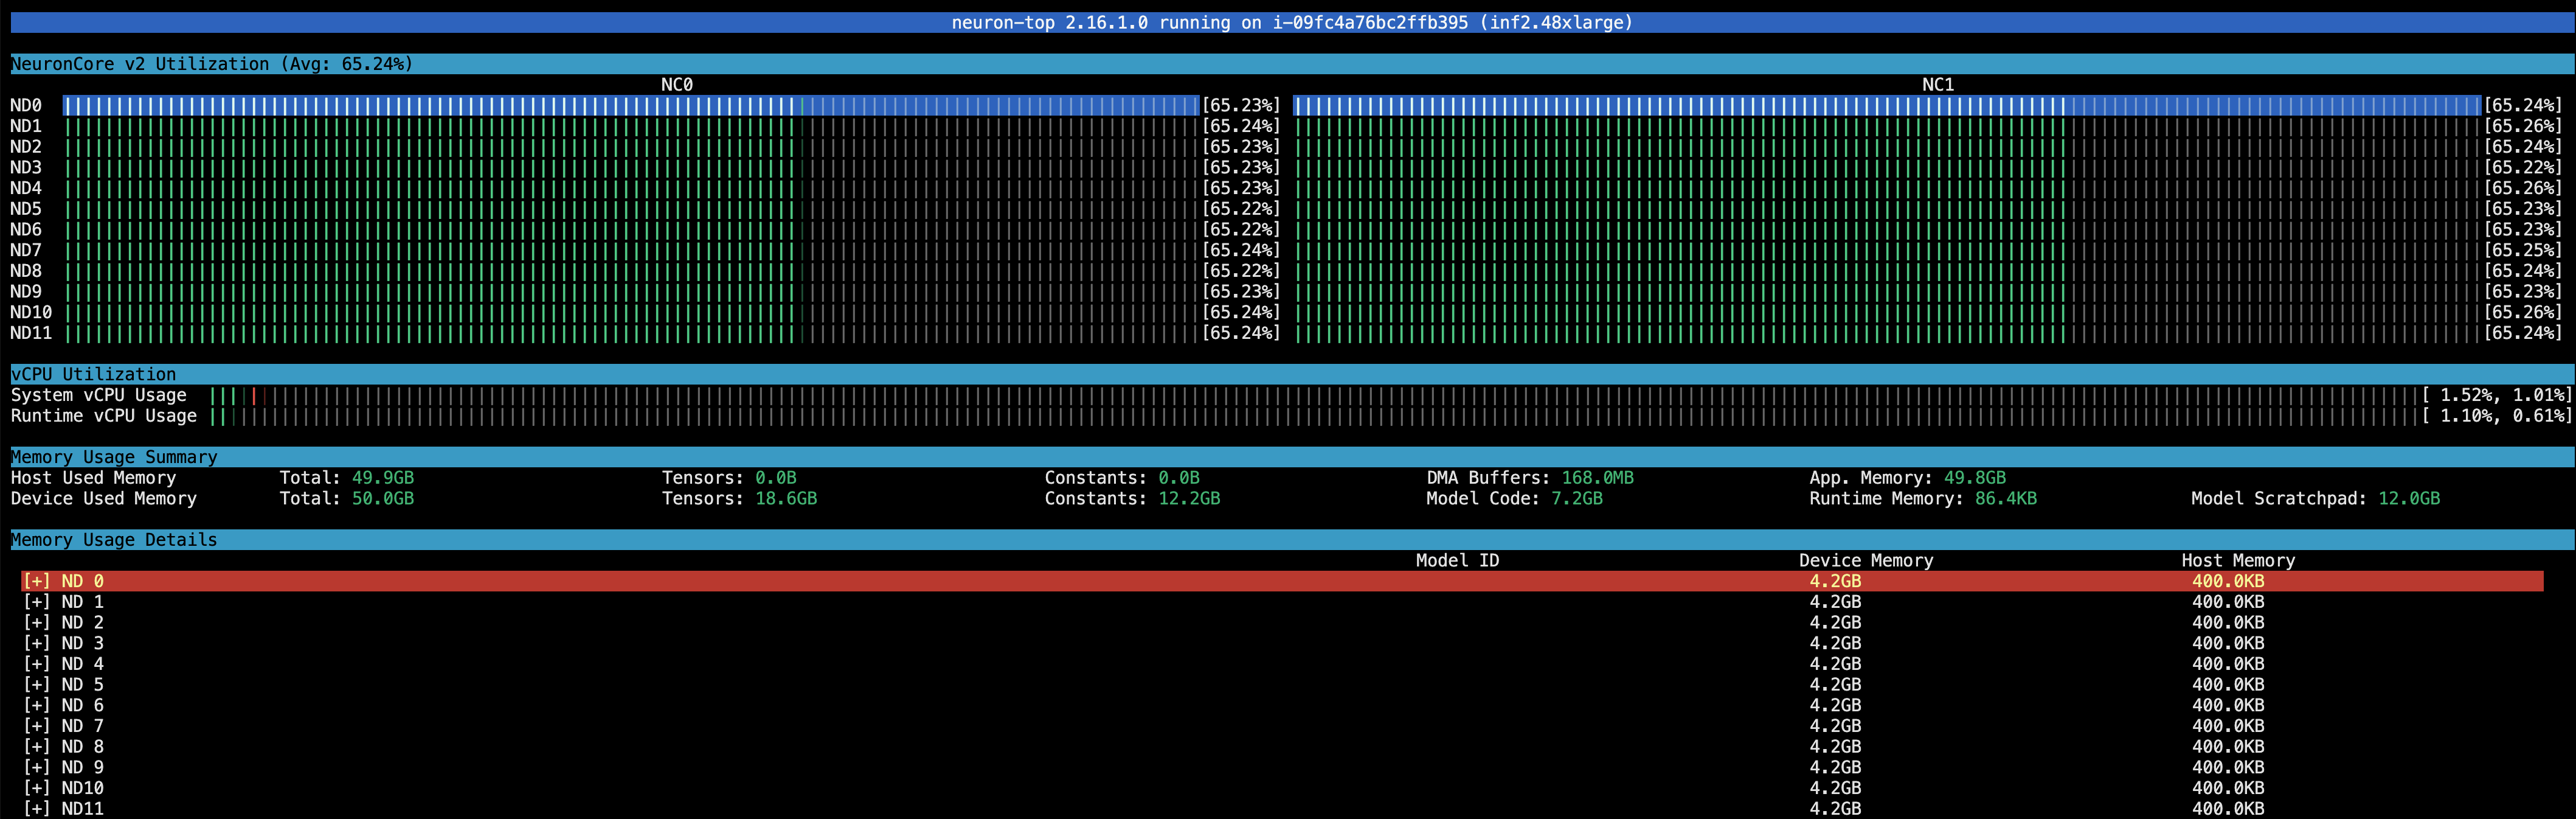 neuron-top 2.16.1.0 running on i-09fc4a76bc2ffb395 (inf2.48xlarge)
NeuronCore v2 Utilization (Avg: 65.24%)
NC0 NC1
ND0 [65.23%] [65.24%]
ND1 [65.24%] [65.26%]
ND2 [65.23%] [65.24%]
ND3 [65.23%] [65.22%]
ND4 [65.23%] [65.26%]
ND5 [65.22%] [65.23%]
ND6 [65.22%] [65.23%]
ND7 [65.24%] [65.25%]
ND8 [65.22%] [65.24%]
ND9 [65.23%] [65.23%]
ND10 [65.24%] [65.26%]
ND11 [65.24%] [65.24%]
vCPU Utilization
System vCPU Usage [ 1.52%, 1.01%]
Runtime vCPU Usage [ 1.10%, 0.61%]
Memory Usage Summary
Host Used Memory Total: 49.9GB Tensors: 0.0B Constants: 0.0B DMA Buffers: 168.0MB App. Memory: 49.8GB
Device Used Memory Total: 50.0GB Tensors: 18.6GB Constants: 12.2GB Model Code: 7.2GB Runtime Memory: 86.4KB Model Scratchpad: 12.0GB
Memory Usage Details
Model ID Device Memory Host Memory
[+] ND 0 4.2GB 400.0KB
[+] ND 1 4.2GB 400.0KB
[+] ND 2 4.2GB 400.0KB
[+] ND 3 4.2GB 400.0KB
[+] ND 4 4.2GB 400.0KB
[+] ND 5 4.2GB 400.0KB
[+] ND 6 4.2GB 400.0KB
[+] ND 7 4.2GB 400.0KB
[+] ND 8 4.2GB 400.0KB
[+] ND 9 4.2GB 400.0KB
[+] ND10 4.2GB 400.0KB
[+] ND11 4.2GB 400.0KB